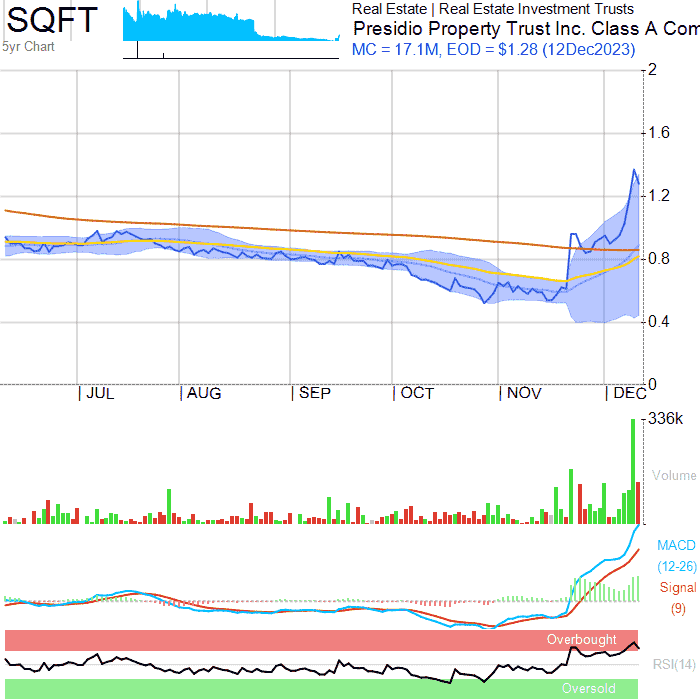 SQFT
5yr Chart
Real Estate | Real Estate Investment Trusts
Presidio Property Trust Inc. Class A Com
MC = 17.1M, EOD = $1.28 (12Dec2023)
2
1.6
1.2
0.8
0.4
0
| JUL | AUG | SEP | OCT | NOV | DEC
336k
Volume
MACD
(12-26)
Signal
(9)
Overbought
RSI(14)
Oversold